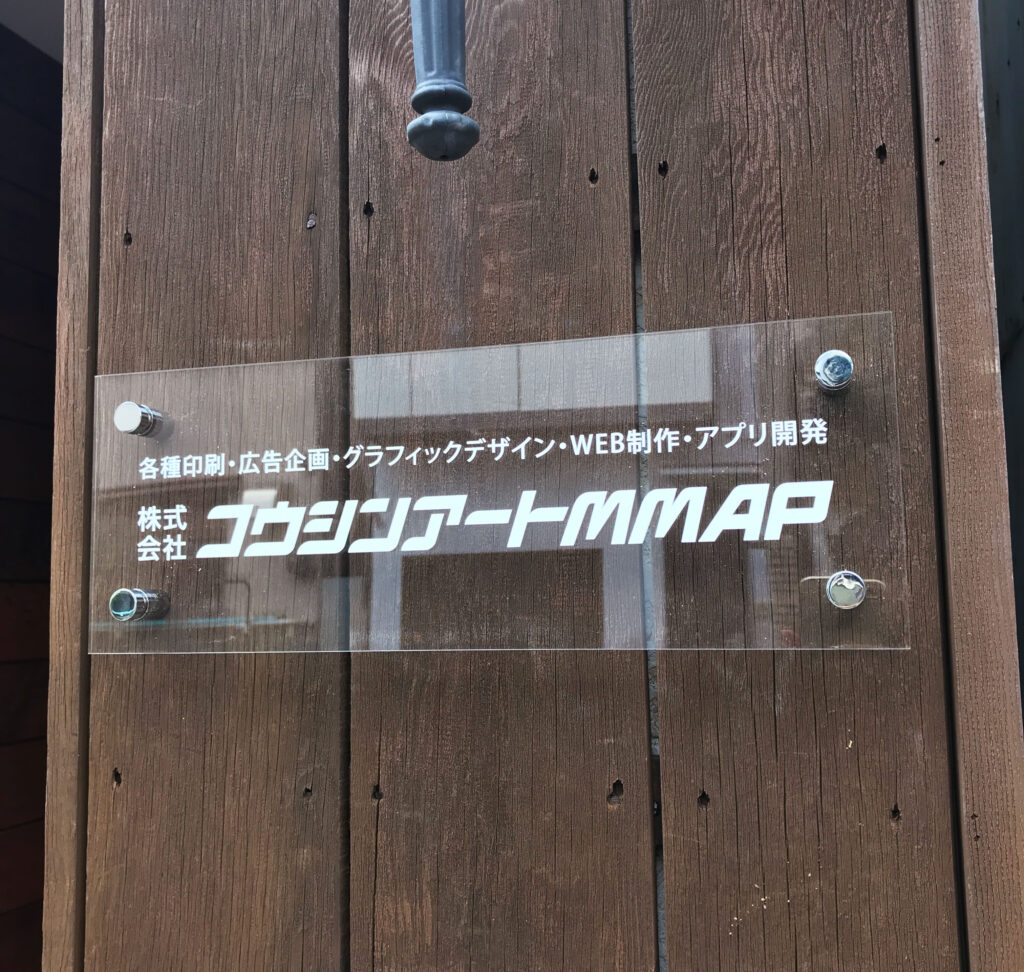 各種印刷・広告企画・グラフィックデザイン・WEB制作・アプリ開発
株式会社 コウシンアートMMAP